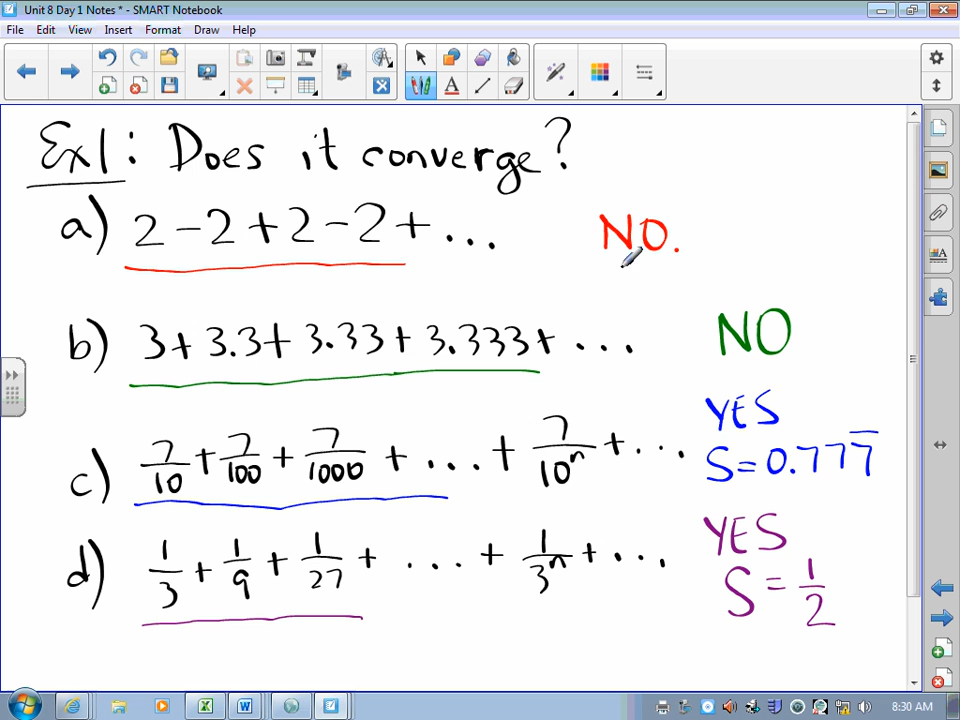 Unit 8 Day 1 Notes * - SMART Notebook
File Edit View Insert Format Draw Help
Ex1: Does it converge?
a) 2 - 2 + 2 - 2 + ... NO.
b) 3 + 3.3 + 3.33 + 3.333 + ... NO
c) 7/10 + 7/100 + 7/1000 + ... + 7/10ⁿ + ... YES
S = 0.777̅
d) 1/3 + 1/9 + 1/27 + ... + 1/3ⁿ + ... YES
S = 1/2
8:30 AM